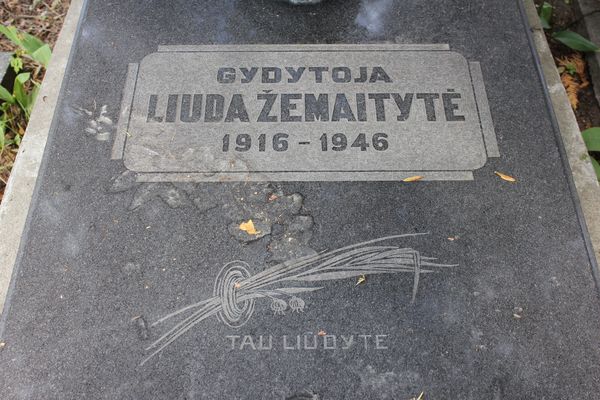 GYDYTOJA
LIUDA ŽEMAITYTĖ
1916 - 1946
TAU LIUDYTE